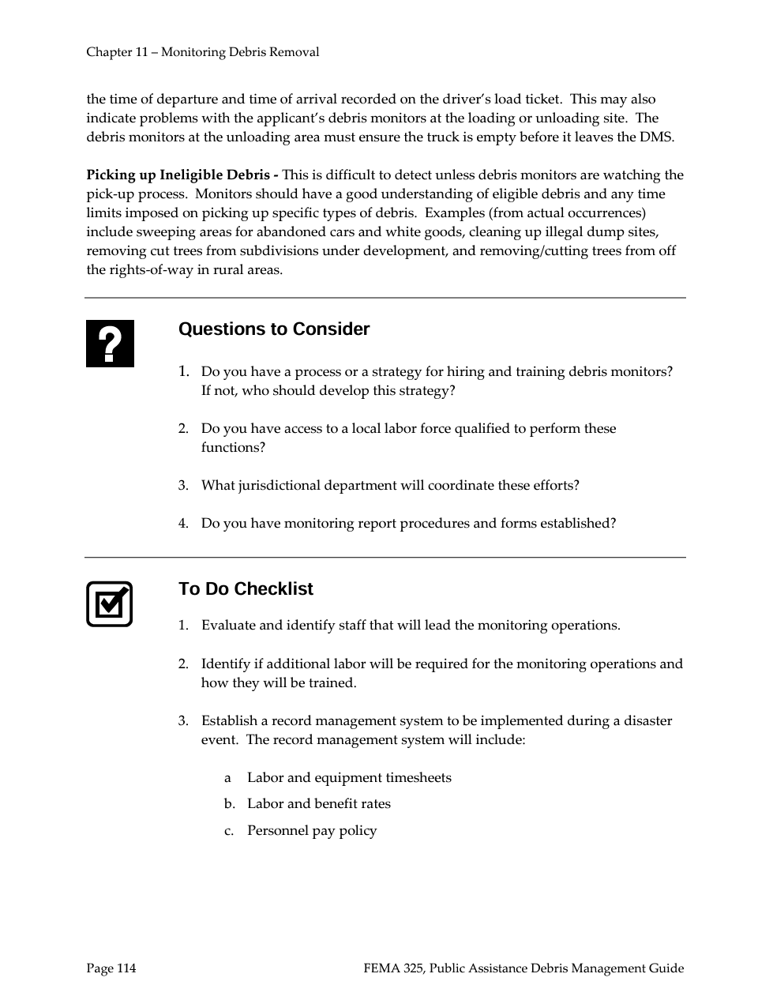 Chapter 11 – Monitoring Debris Removal
the time of departure and time of arrival recorded on the driver’s load ticket.  This may also
indicate problems with the applicant’s debris monitors at the loading or unloading site.  The
debris monitors at the unloading area must ensure the truck is empty before it leaves the DMS.
Picking up Ineligible Debris - This is difficult to detect unless debris monitors are watching the
pick-up process.  Monitors should have a good understanding of eligible debris and any time
limits imposed on picking up specific types of debris.  Examples (from actual occurrences)
include sweeping areas for abandoned cars and white goods, cleaning up illegal dump sites,
removing cut trees from subdivisions under development, and removing/cutting trees from off
the rights-of-way in rural areas.
?
Questions to Consider
1. Do you have a process or a strategy for hiring and training debris monitors?
If not, who should develop this strategy?
2. Do you have access to a local labor force qualified to perform these
functions?
3. What jurisdictional department will coordinate these efforts?
4. Do you have monitoring report procedures and forms established?
To Do Checklist
1. Evaluate and identify staff that will lead the monitoring operations.
2. Identify if additional labor will be required for the monitoring operations and
how they will be trained.
3. Establish a record management system to be implemented during a disaster
event.  The record management system will include:
a Labor and equipment timesheets
b. Labor and benefit rates
c. Personnel pay policy
Page 114 FEMA 325, Public Assistance Debris Management Guide